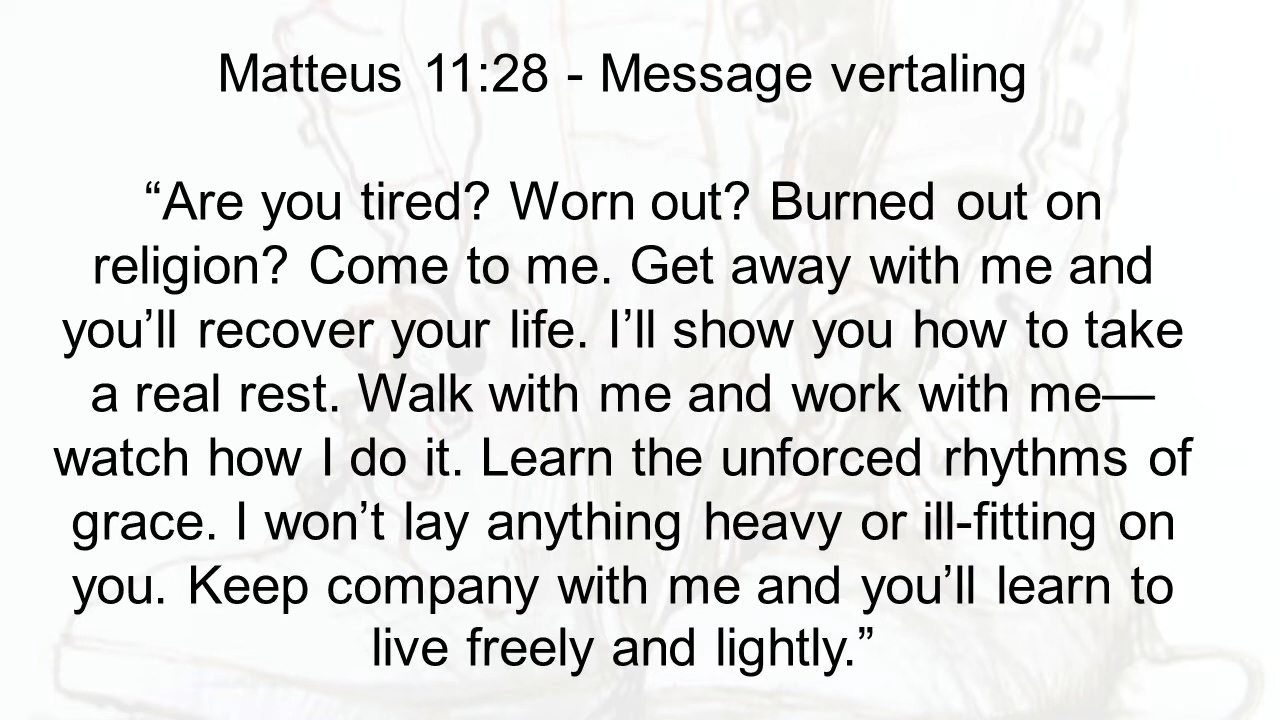 Matteus 11:28 - Message vertaling
“Are you tired? Worn out? Burned out on
religion? Come to me. Get away with me and
you’ll recover your life. I’ll show you how to take
a real rest. Walk with me and work with me—
watch how I do it. Learn the unforced rhythms of
grace. I won’t lay anything heavy or ill-fitting on
you. Keep company with me and you’ll learn to
live freely and lightly.”